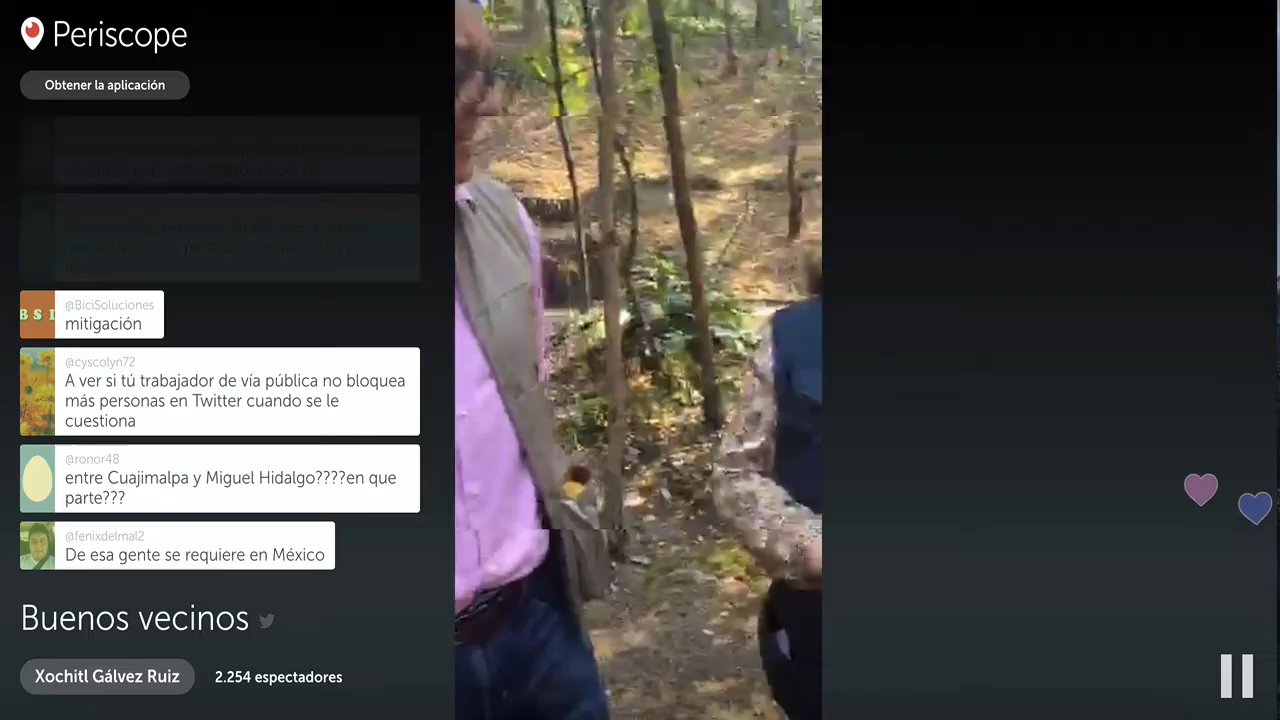 Periscope
Obtener la aplicación
@BiciSoluciones
mitigación
@cyscolyn72
A ver si tú trabajador de vía pública no bloquea
más personas en Twitter cuando se le
cuestiona
@ronor48
entre Cuajimalpa y Miguel Hidalgo????en que
parte???
@fenixdelmal2
De esa gente se requiere en México
Buenos vecinos
Xochitl Gálvez Ruiz
2.254 espectadores